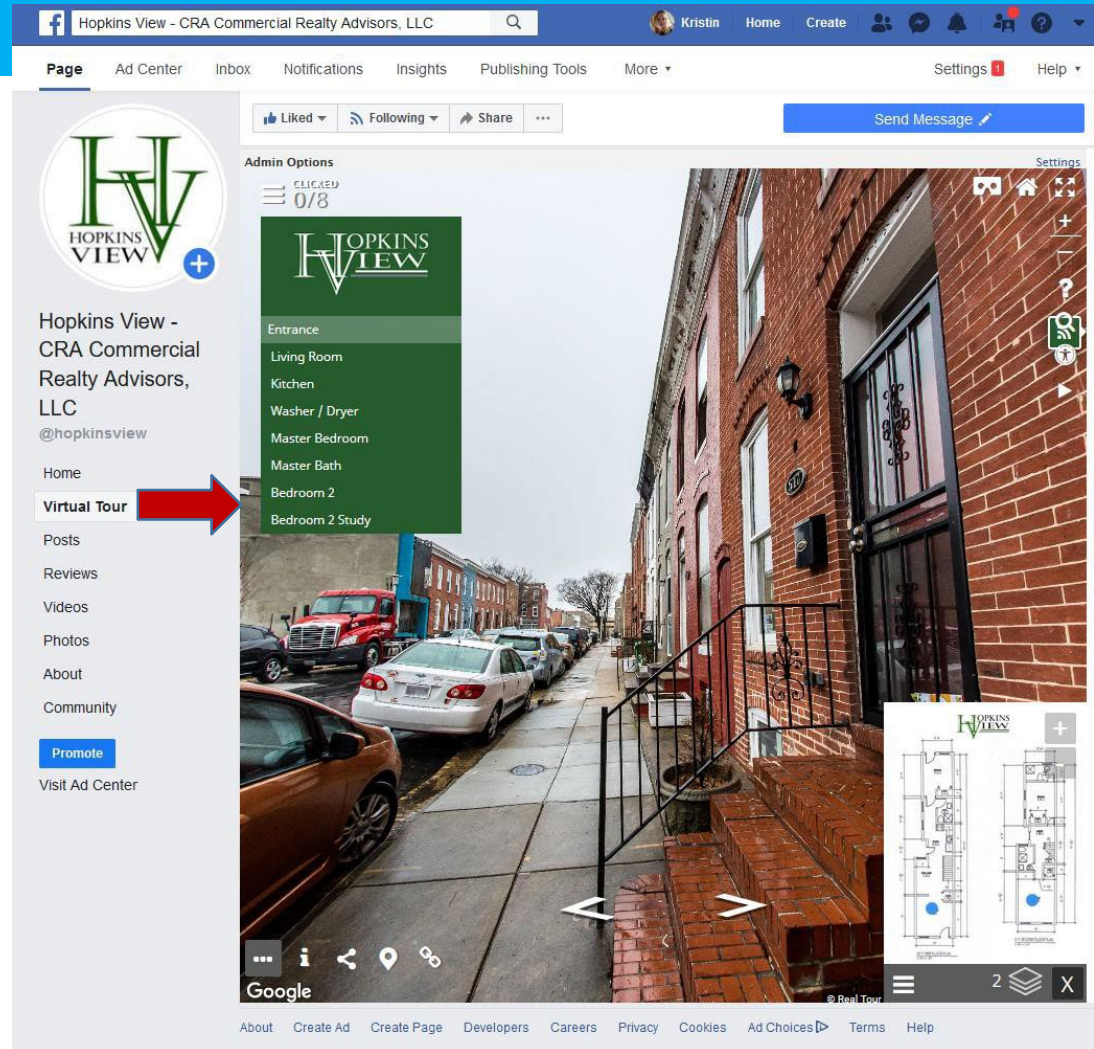 Hopkins View - CRA Commercial Realty Advisors, LLC
Kristin Home Create
Page Ad Center Inbox Notifications Insights Publishing Tools More Settings 1 Help
Liked Following Share ... Send Message
Admin Options Settings
HV
HOPKINS
VIEW
Hopkins View -
CRA Commercial
Realty Advisors,
LLC
@hopkinsview
Home
Virtual Tour
Posts
Reviews
Videos
Photos
About
Community
Promote
Visit Ad Center
CLICKED
0/8
HOPKINS
VIEW
Entrance
Living Room
Kitchen
Washer / Dryer
Master Bedroom
Master Bath
Bedroom 2
Bedroom 2 Study
HOPKINS
VIEW
2 X
Google
© Real Tour
About Create Ad Create Page Developers Careers Privacy Cookies Ad Choices Terms Help